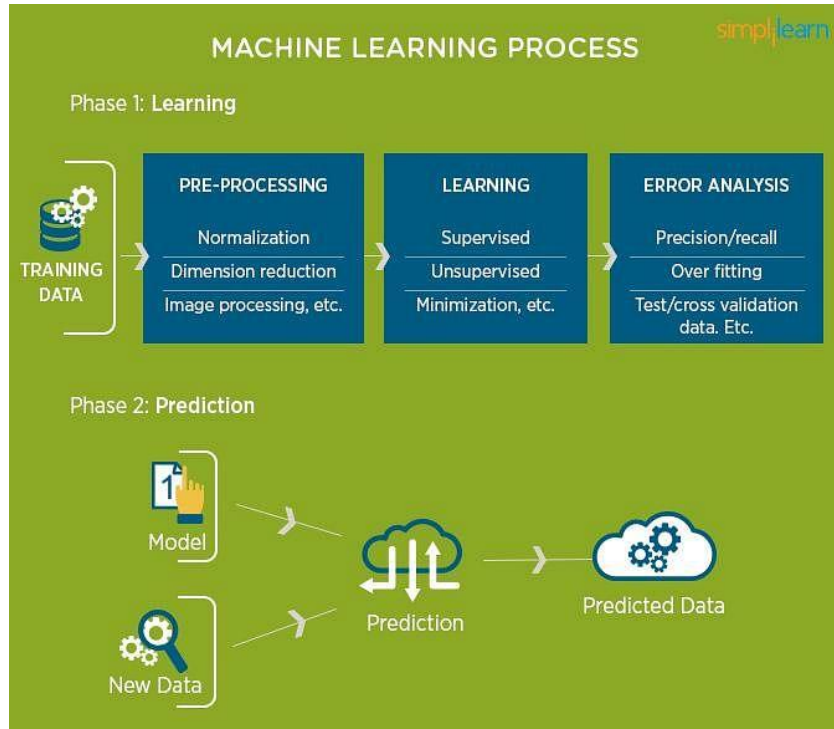 simplilearn
MACHINE LEARNING PROCESS
Phase 1: Learning
TRAINING
DATA
PRE-PROCESSING
Normalization
Dimension reduction
Image processing, etc.
LEARNING
Supervised
Unsupervised
Minimization, etc.
ERROR ANALYSIS
Precision/recall
Over fitting
Test/cross validation
data. Etc.
Phase 2: Prediction
1
Model
New Data
Prediction
Predicted Data